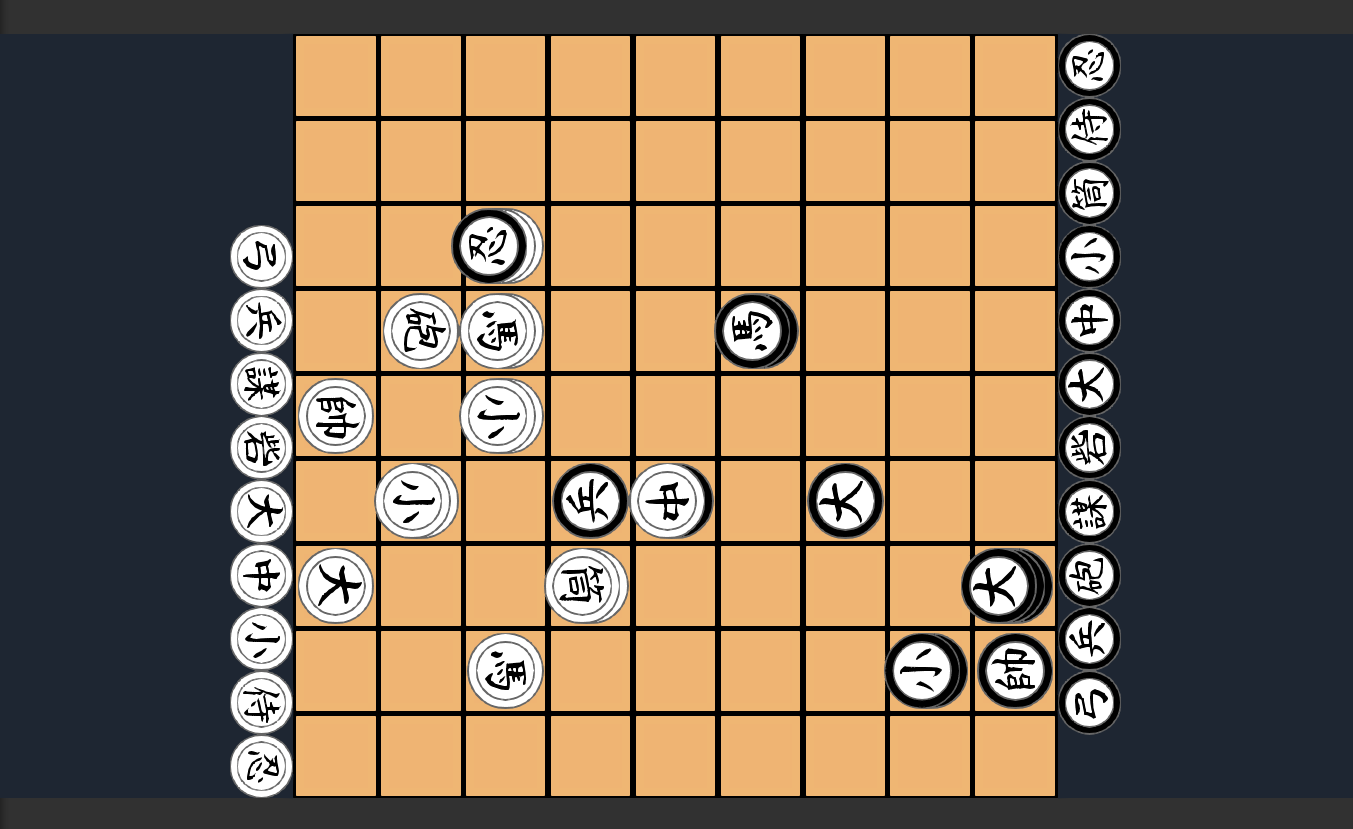 忍
侍
筒
忍
弓
小
砲
馬
馬
兵
中
謀
帥
小
大
砦
小
兵
中
大
砦
大
大
筒
大
謀
中
砲
小
馬
小
帥
兵
侍
弓
忍